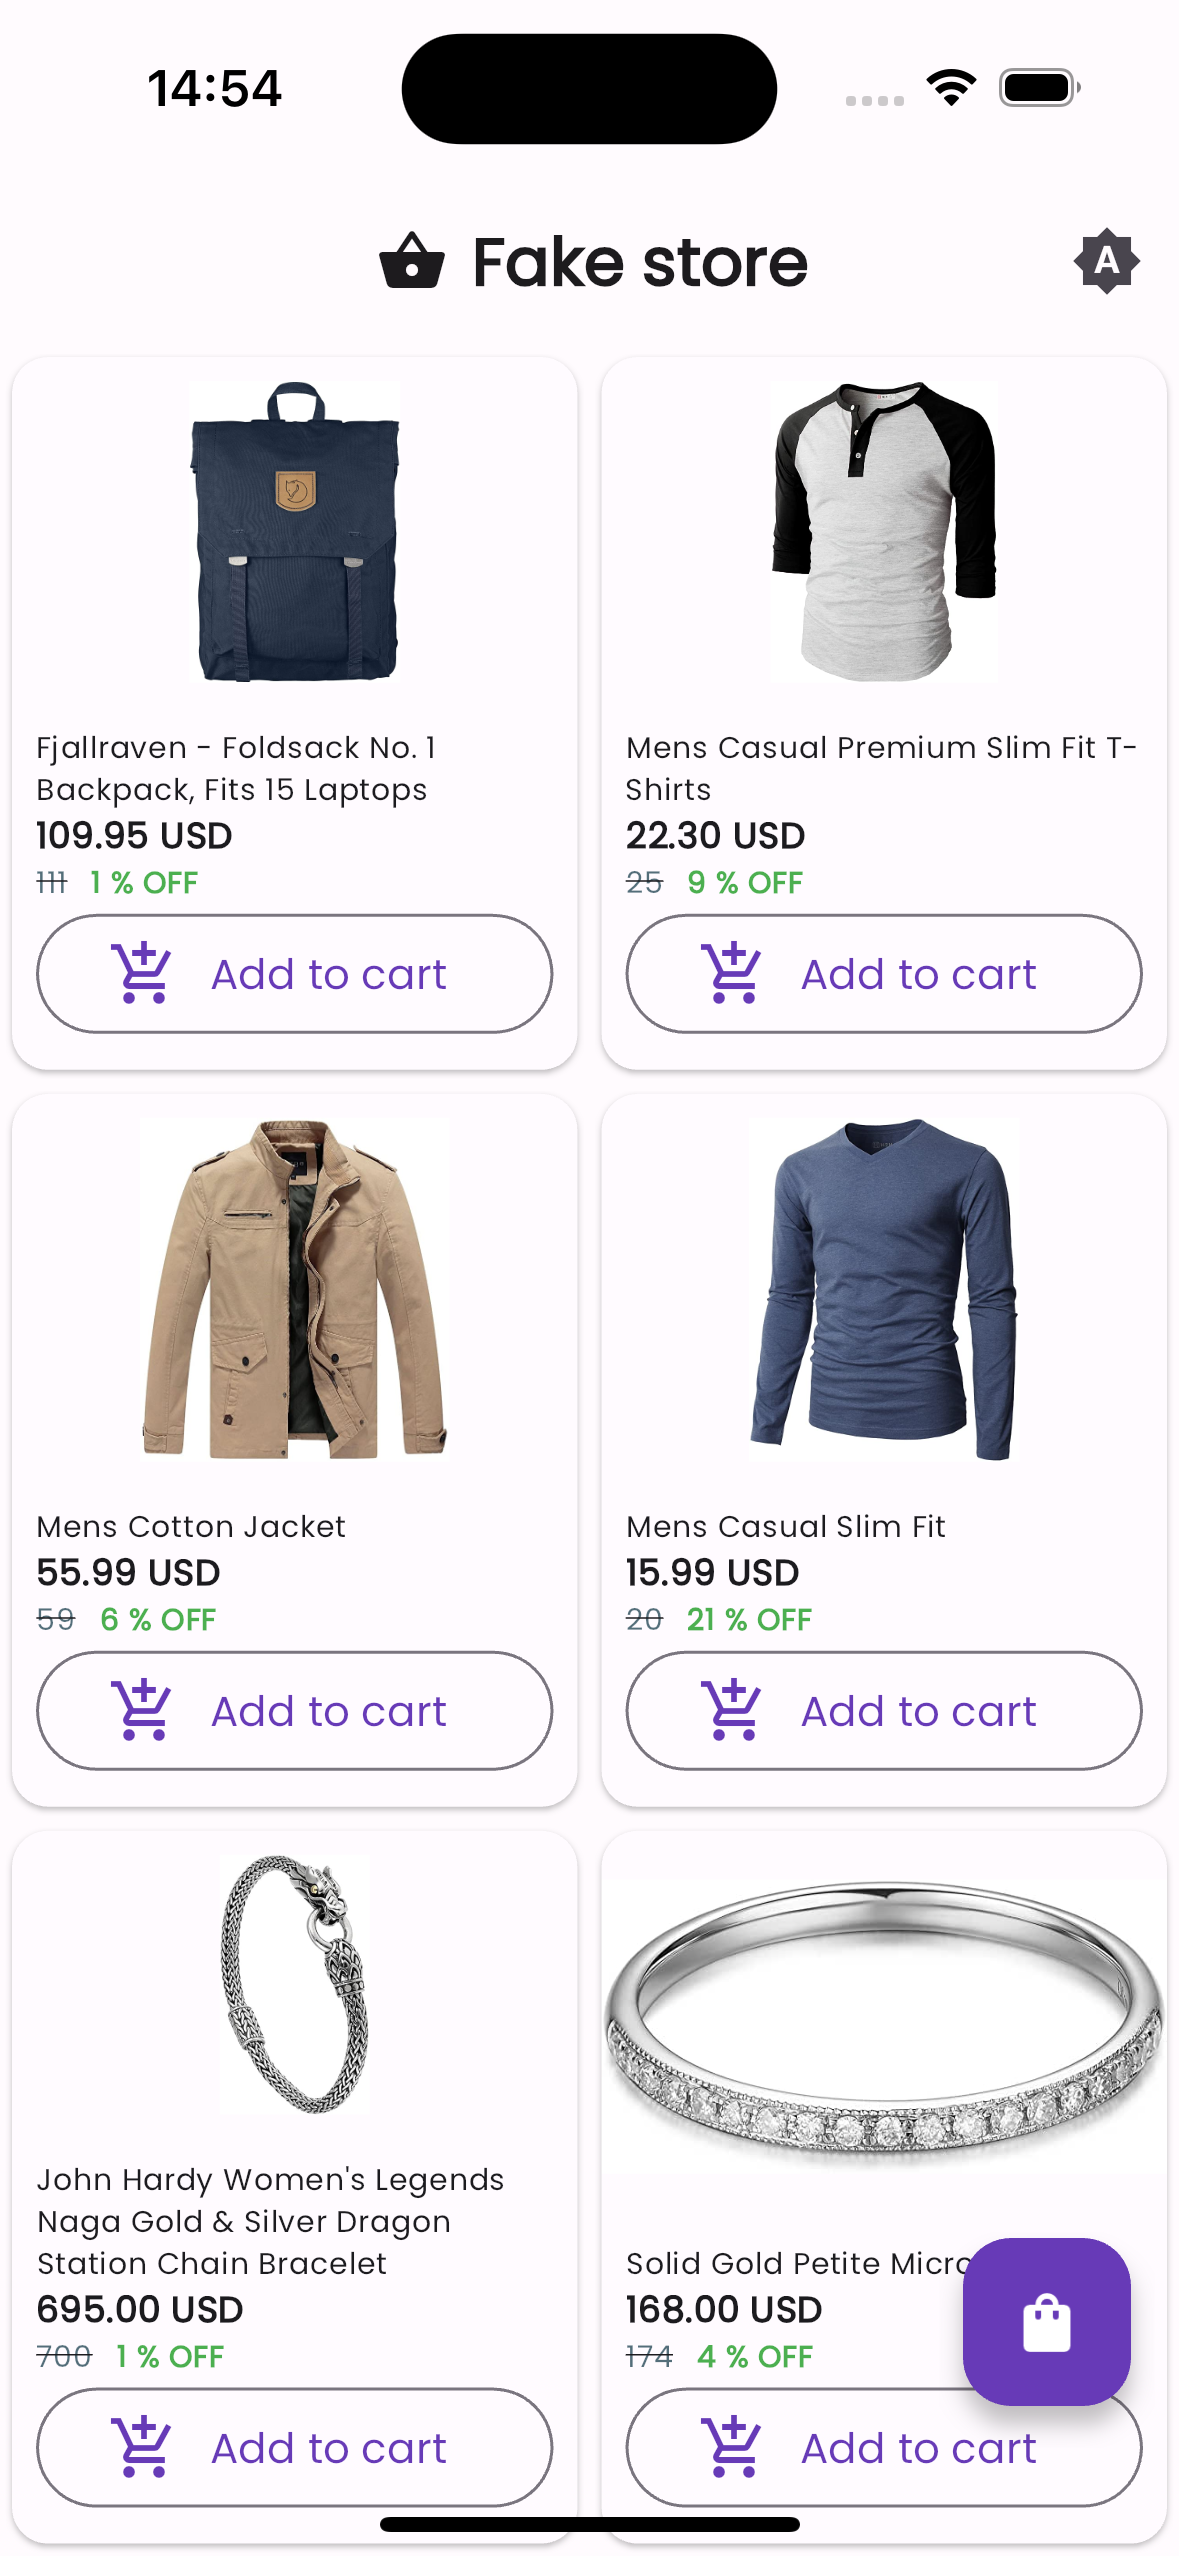 14:54
Fake store
A
Fjallraven - Foldsack No. 1
Backpack, Fits 15 Laptops
109.95 USD
111 1 % OFF
Add to cart
Mens Casual Premium Slim Fit T-
Shirts
22.30 USD
25 9 % OFF
Add to cart
Mens Cotton Jacket
55.99 USD
59 6 % OFF
Add to cart
Mens Casual Slim Fit
15.99 USD
20 21 % OFF
Add to cart
John Hardy Women's Legends
Naga Gold & Silver Dragon
Station Chain Bracelet
695.00 USD
700 1 % OFF
Add to cart
Solid Gold Petite
168.00 USD
174 4 % OFF
Add to cart